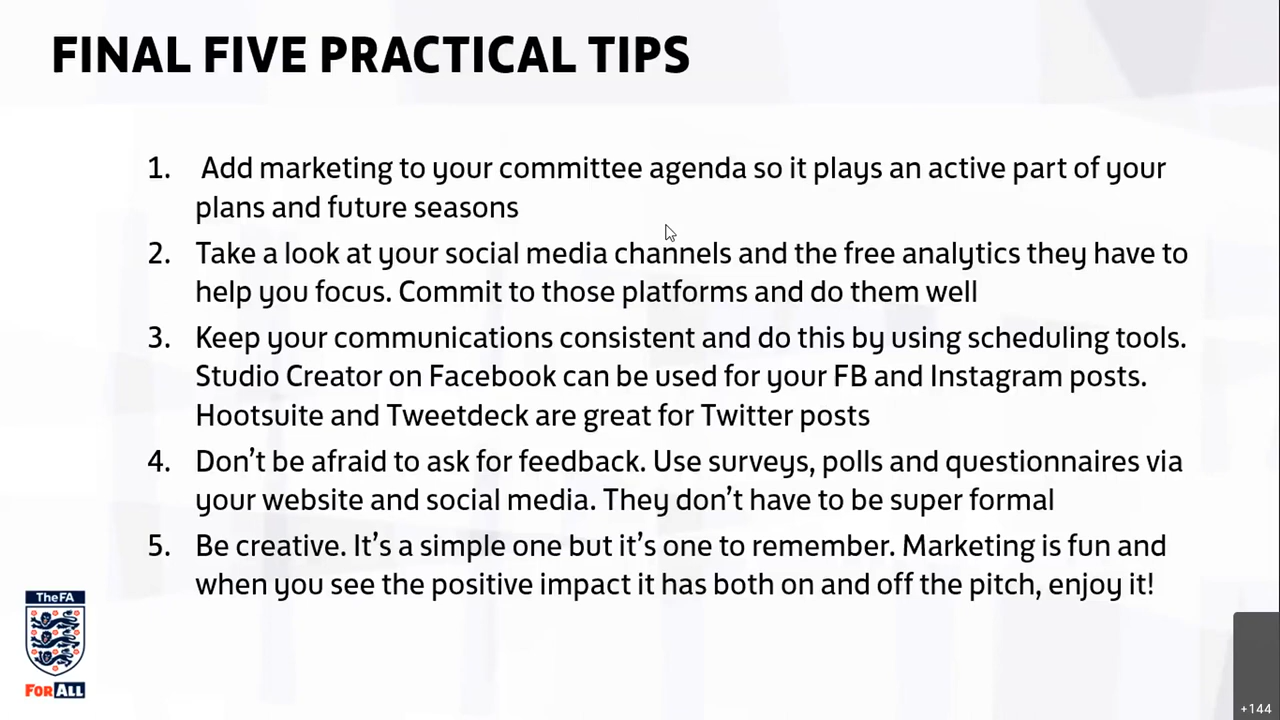 FINAL FIVE PRACTICAL TIPS
1. Add marketing to your committee agenda so it plays an active part of your
plans and future seasons
2. Take a look at your social media channels and the free analytics they have to
help you focus. Commit to those platforms and do them well
3. Keep your communications consistent and do this by using scheduling tools.
Studio Creator on Facebook can be used for your FB and Instagram posts.
Hootsuite and Tweetdeck are great for Twitter posts
4. Don’t be afraid to ask for feedback. Use surveys, polls and questionnaires via
your website and social media. They don’t have to be super formal
5. Be creative. It’s a simple one but it’s one to remember. Marketing is fun and
when you see the positive impact it has both on and off the pitch, enjoy it!
The FA
FOR ALL
+144